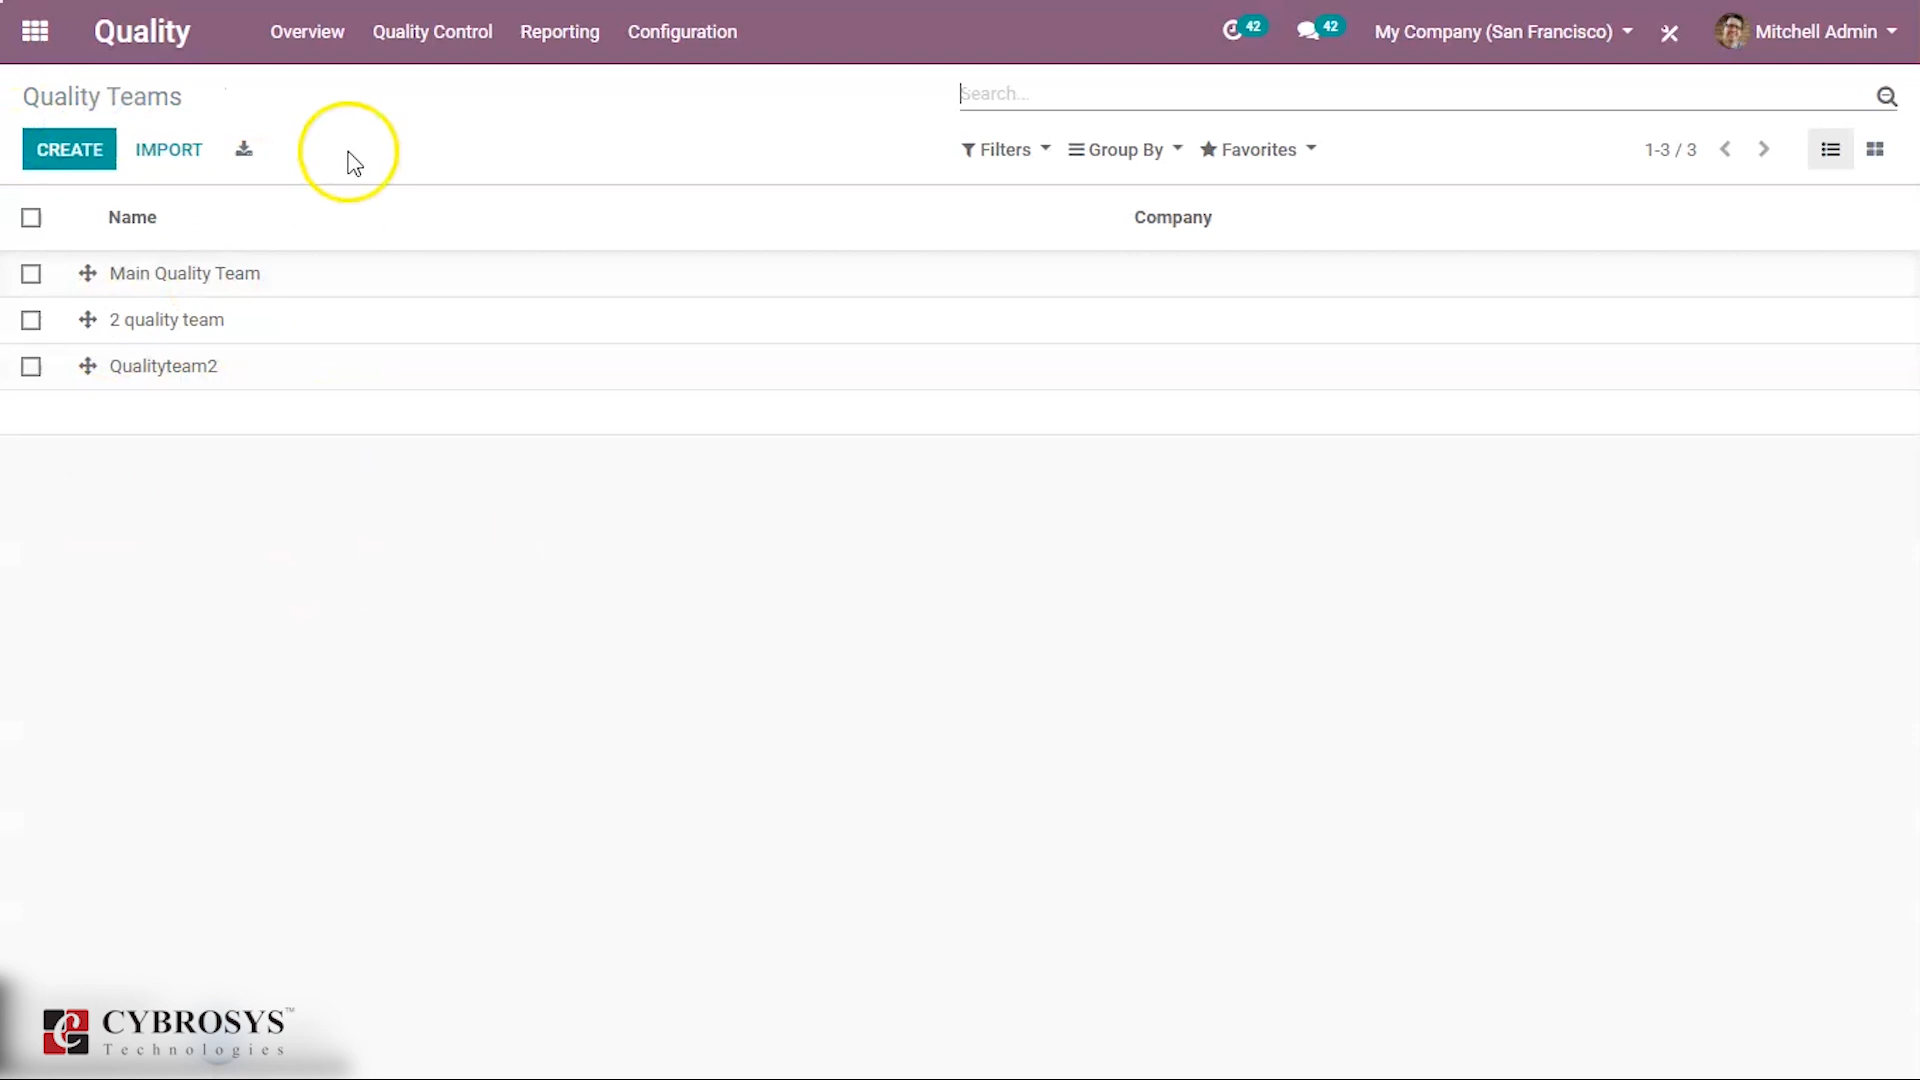 Quality Overview Quality Control Reporting Configuration 42 42 My Company (San Francisco) Mitchell Admin
Quality Teams Search...
CREATE IMPORT Filters Group By Favorites 1-3 / 3
Name Company
Main Quality Team
2 quality team
Qualityteam2
CYBROSYS™
Technologies